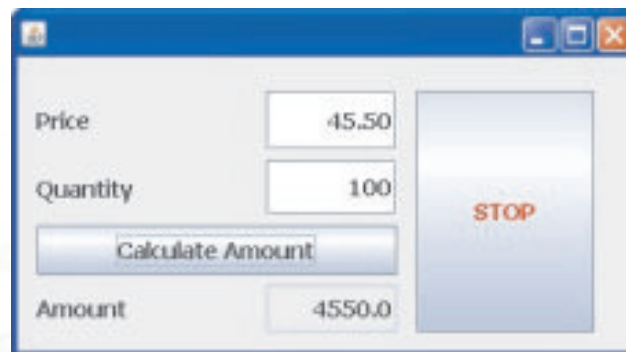 Price 45.50
Quantity 100
STOP
Calculate Amount
Amount 4550.0